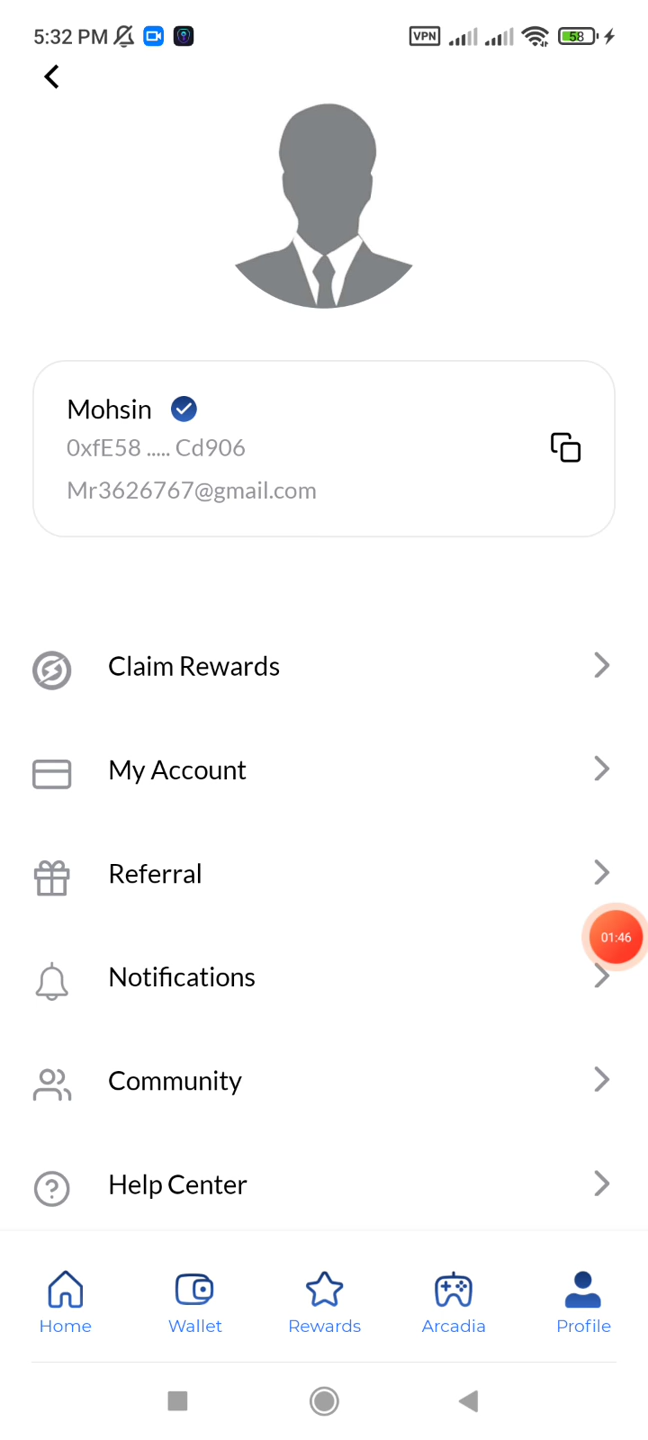 5:32 PM
VPN
58
Mohsin
0xfE58 ..... Cd906
Mr3626767@gmail.com
Claim Rewards
My Account
Referral
01:46
Notifications
Community
Help Center
Home Wallet Rewards Arcadia Profile